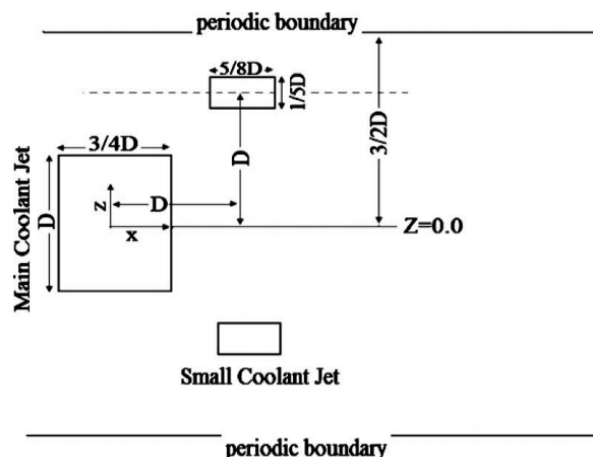 periodic boundary
5/8D
1/5D
3/4D
D
3/2D
Main Coolant Jet
D
z
D
x
Z=0.0
Small Coolant Jet
periodic boundary